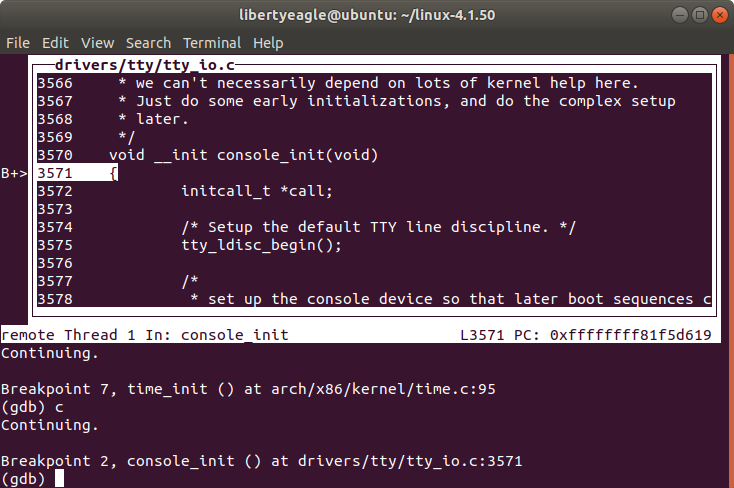 libertyeagle@ubuntu: ~/linux-4.1.50
File Edit View Search Terminal Help
drivers/tty/tty_io.c
3566 * we can't necessarily depend on lots of kernel help here.
3567 * Just do some early initializations, and do the complex setup
3568 * later.
3569 */
3570 void __init console_init(void)
B+> 3571 {
3572 initcall_t *call;
3573
3574 /* Setup the default TTY line discipline. */
3575 tty_ldisc_begin();
3576
3577 /*
3578 * set up the console device so that later boot sequences c
remote Thread 1 In: console_init L3571 PC: 0xffffffff81f5d619
Continuing.
Breakpoint 7, time_init () at arch/x86/kernel/time.c:95
(gdb) c
Continuing.
Breakpoint 2, console_init () at drivers/tty/tty_io.c:3571
(gdb)